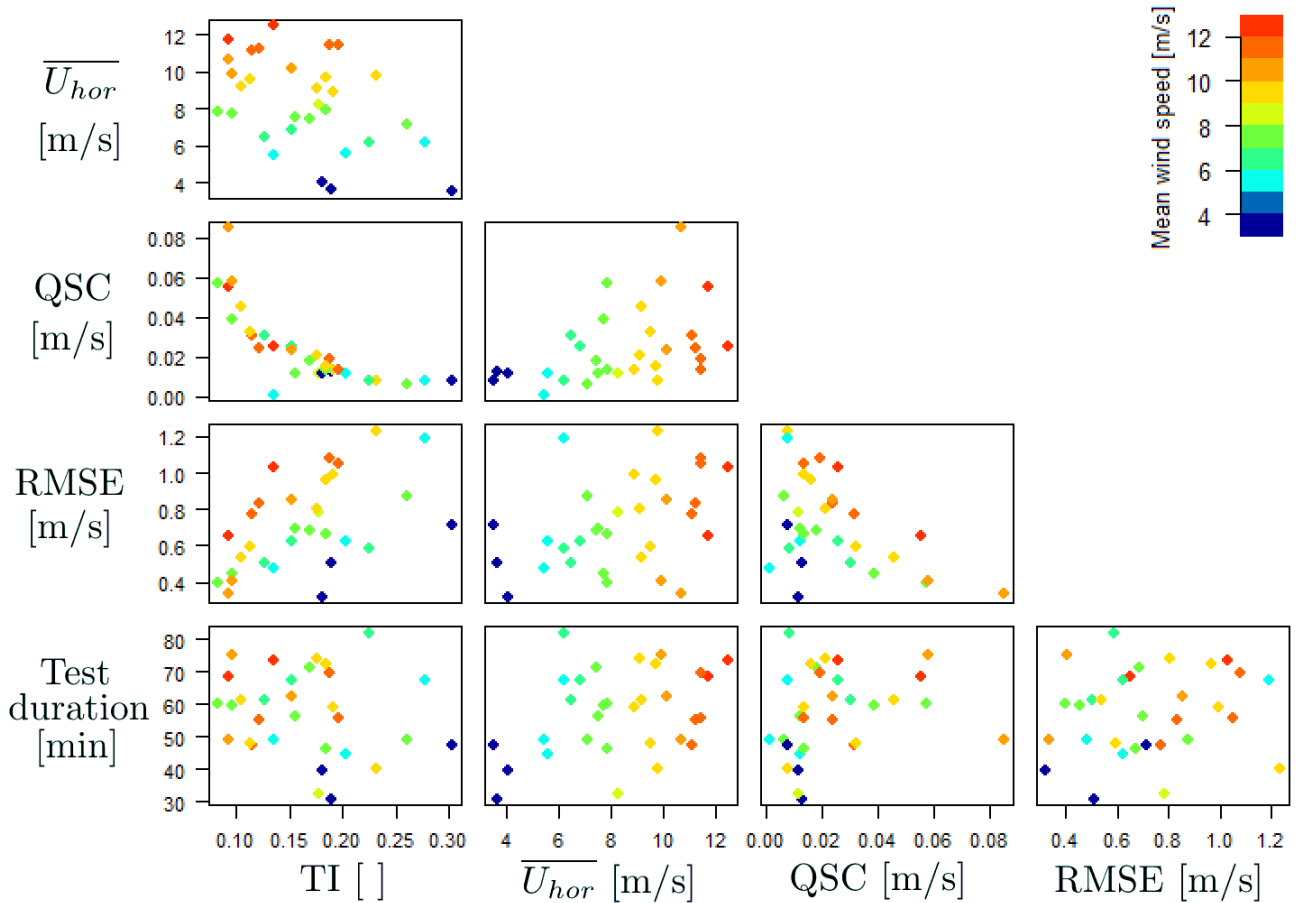 12
10
8
6
4
U_hor
[m/s]
Mean wind speed [m/s]
12
10
8
6
4
0.08
0.06
0.04
0.02
0.00
QSC
[m/s]
1.2
1.0
0.8
0.6
0.4
RMSE
[m/s]
80
70
60
50
40
30
Test
duration
[min]
0.10 0.15 0.20 0.25 0.30
4 6 8 10 12
0.00 0.02 0.04 0.06 0.08
0.4 0.6 0.8 1.0 1.2
TI [ ]
U_hor [m/s]
QSC [m/s]
RMSE [m/s]